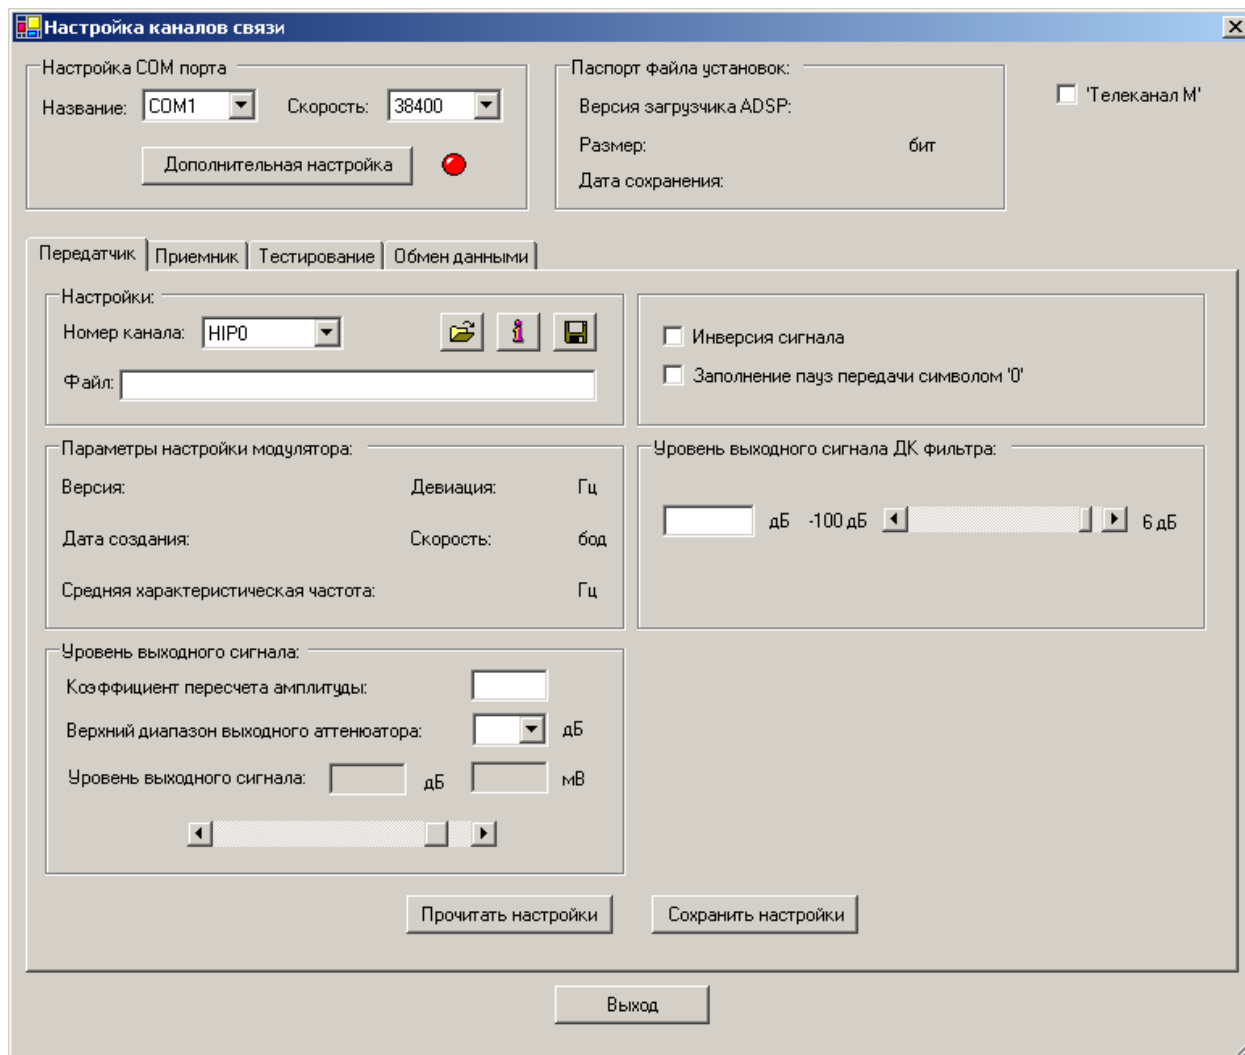 Настройка каналов связи
Настройка COM порта
Название: COM1 Скорость: 38400
Дополнительная настройка
Паспорт файла установок:
Версия загрузчика ADSP:
Размер: бит
Дата сохранения:
'Телеканал М'
Передатчик Приемник Тестирование Обмен данными
Настройки:
Номер канала: HIP0
Файл:
Инверсия сигнала
Заполнение пауз передачи символом '0'
Параметры настройки модулятора:
Версия: Девиация: Гц
Дата создания: Скорость: бод
Средняя характеристическая частота: Гц
Уровень выходного сигнала ДК фильтра:
дБ -100 дБ 6 дБ
Уровень выходного сигнала:
Коэффициент пересчета амплитуды:
Верхний диапазон выходного аттенюатора: дБ
Уровень выходного сигнала: дБ мВ
Прочитать настройки Сохранить настройки
Выход